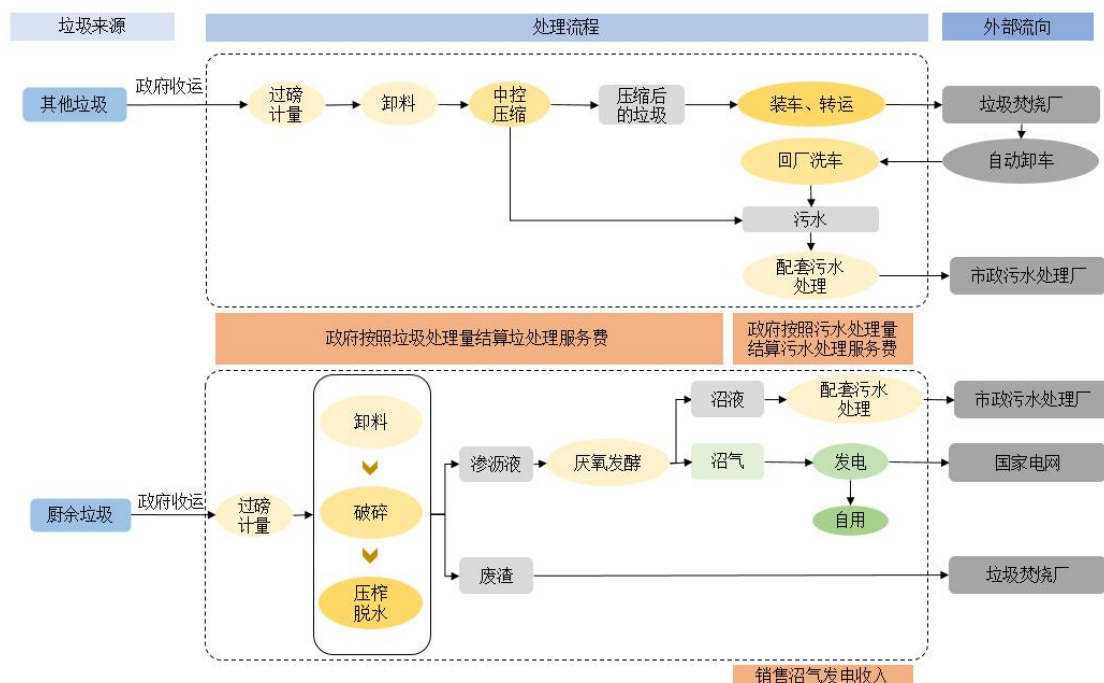 垃圾来源
处理流程
外部流向
其他垃圾
政府收运
过磅
计量
卸料
中控
压缩
压缩后
的垃圾
装车、转运
垃圾焚烧厂
回厂洗车
自动卸车
污水
配套污水
处理
市政污水处理厂
政府按照垃圾处理量结算垃处理服务费
政府按照污水处理量
结算污水处理服务费
厨余垃圾
政府收运
过磅
计量
卸料
破碎
压榨
脱水
渗沥液
厌氧发酵
沼液
配套污水
处理
市政污水处理厂
沼气
发电
国家电网
自用
废渣
垃圾焚烧厂
销售沼气发电收入